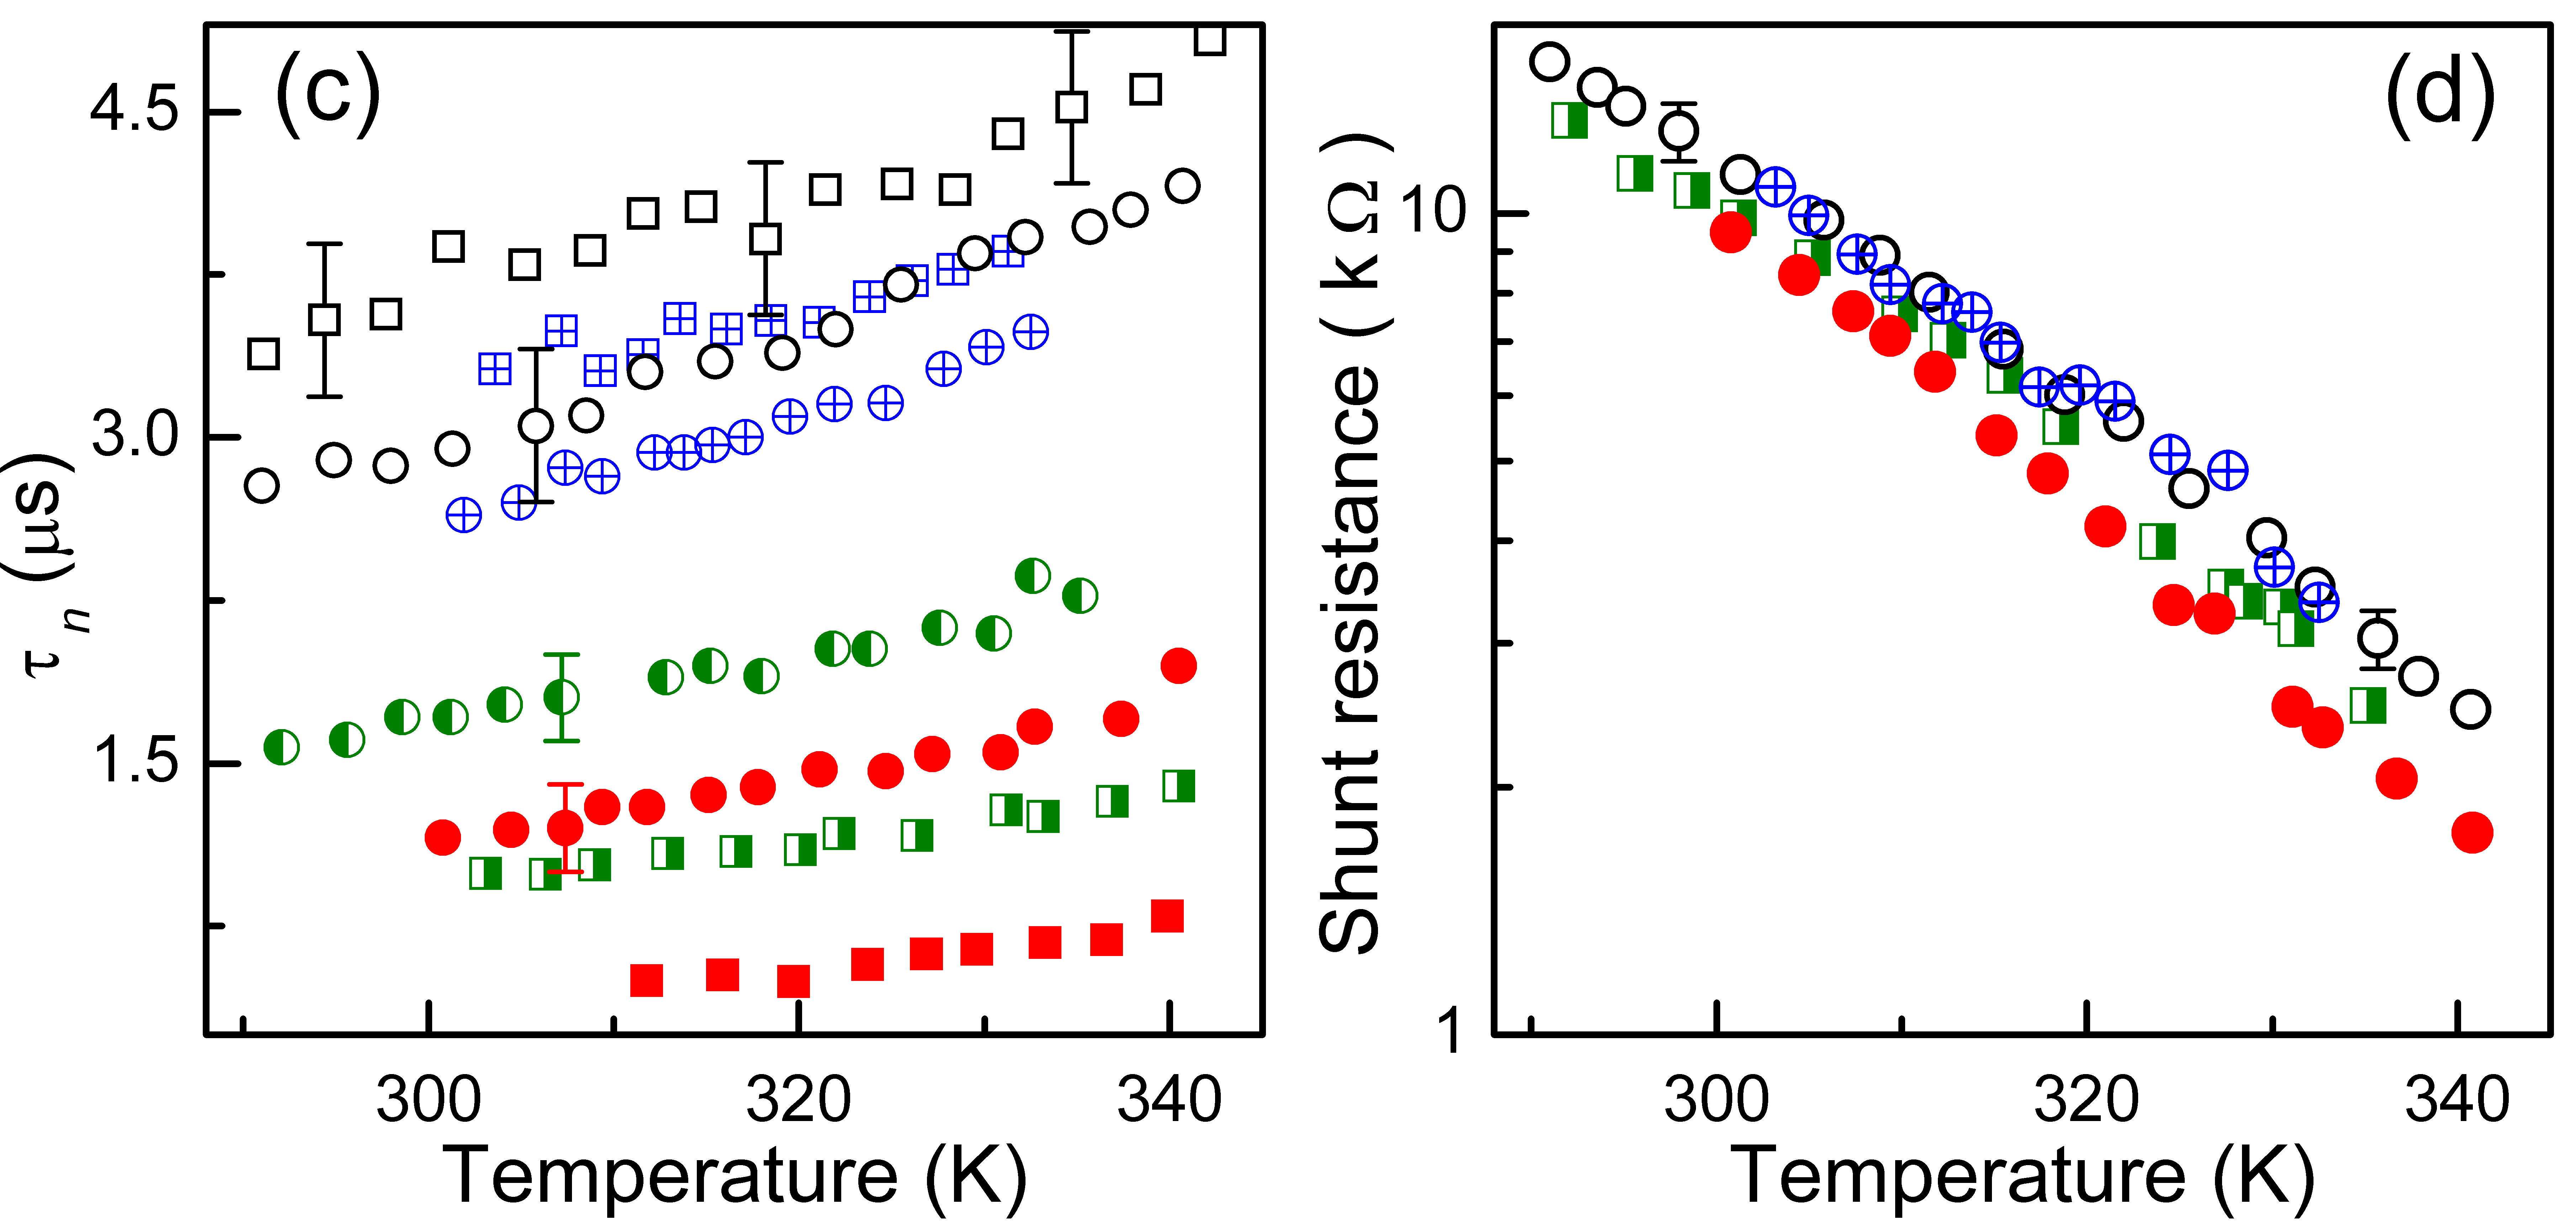 (c)
4.5
3.0
1.5
τ n (μs)
300 320 340
Temperature (K)
(d)
10
1
Shunt resistance ( k Ω )
300 320 340
Temperature (K)